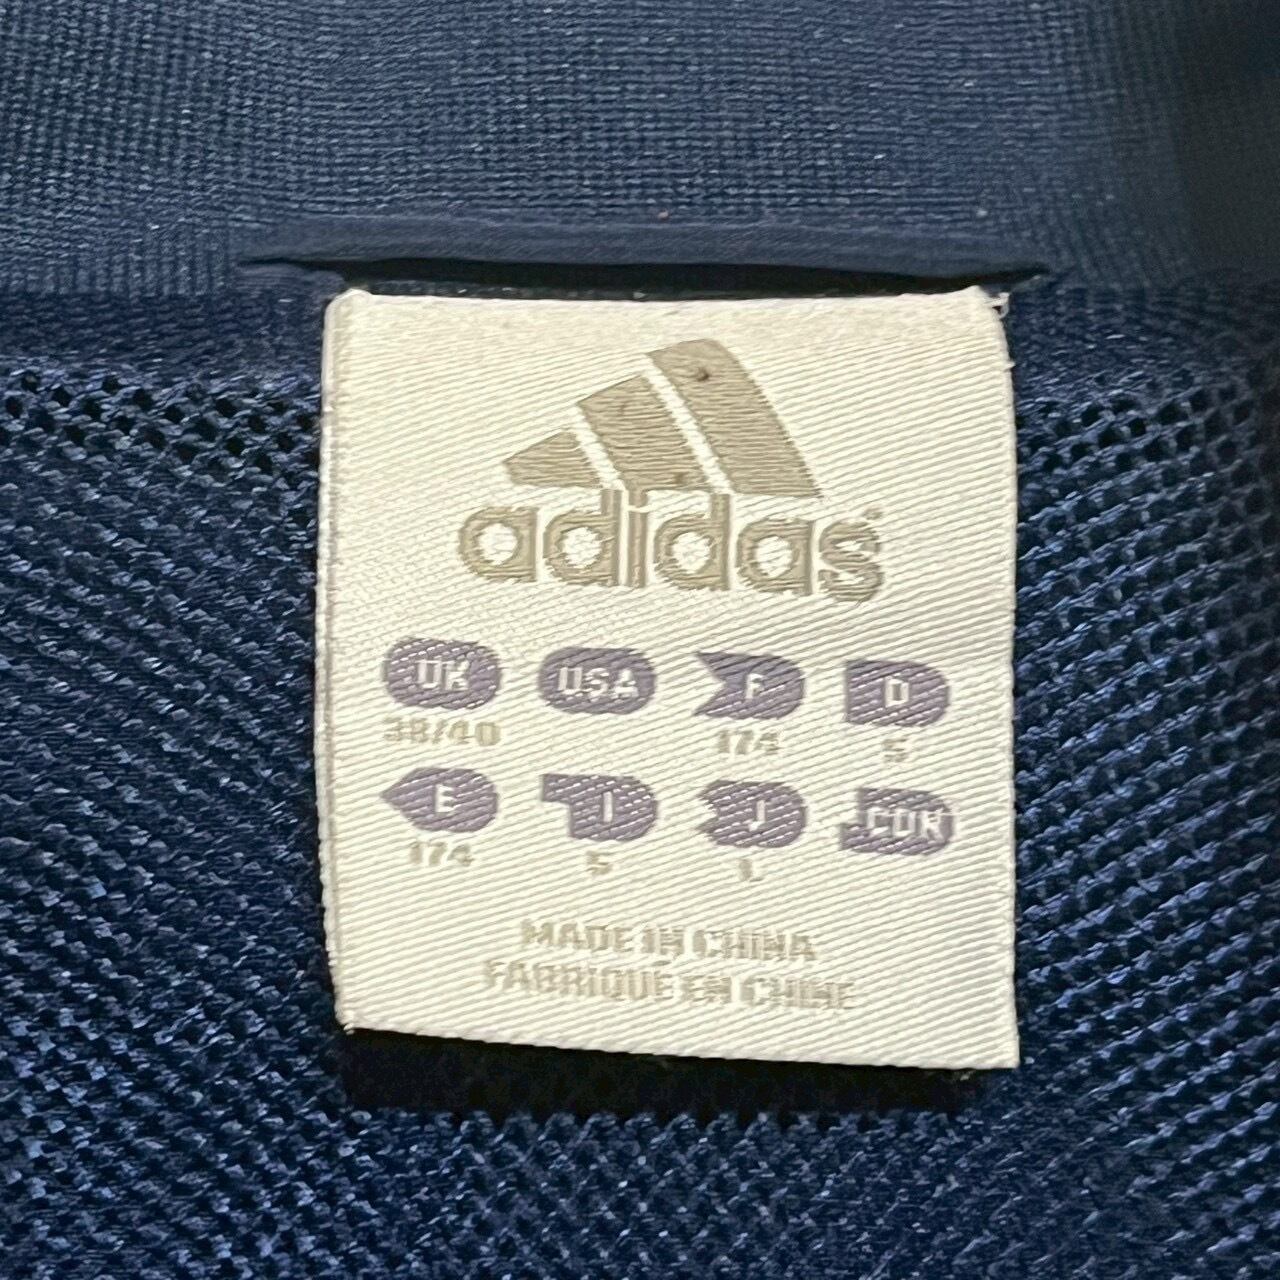 adidas
UK USA F D
38/40 174 5
E I J CDN
174 5 L
MADE IN CHINA
FABRIQUE EN CHINE